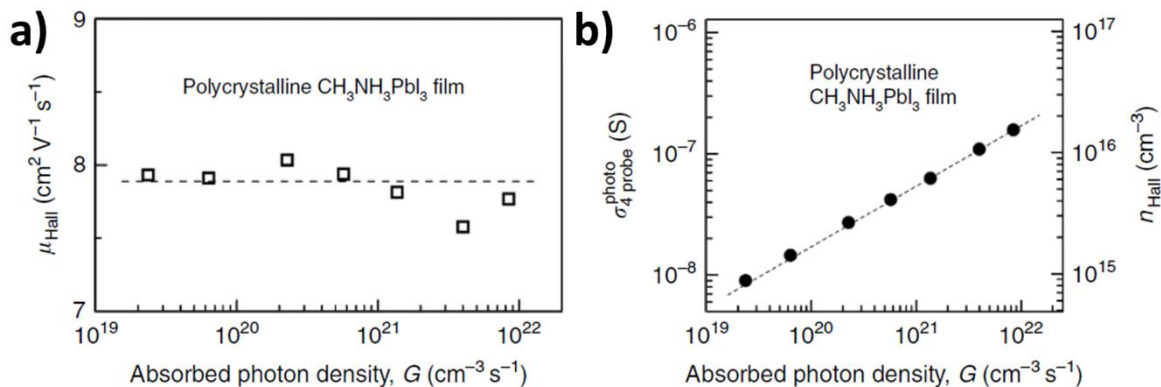 a)
9
8
7
μHall (cm² V⁻¹ s⁻¹)
Polycrystalline CH₃NH₃PbI₃ film
10¹⁹
10²⁰
10²¹
10²²
Absorbed photon density, G (cm⁻³ s⁻¹)
b)
10⁻⁶
10⁻⁷
10⁻⁸
σ photo 4 probe (S)
Polycrystalline
CH₃NH₃PbI₃ film
10¹⁷
10¹⁶
10¹⁵
nHall (cm⁻³)
10¹⁹
10²⁰
10²¹
10²²
Absorbed photon density, G (cm⁻³ s⁻¹)